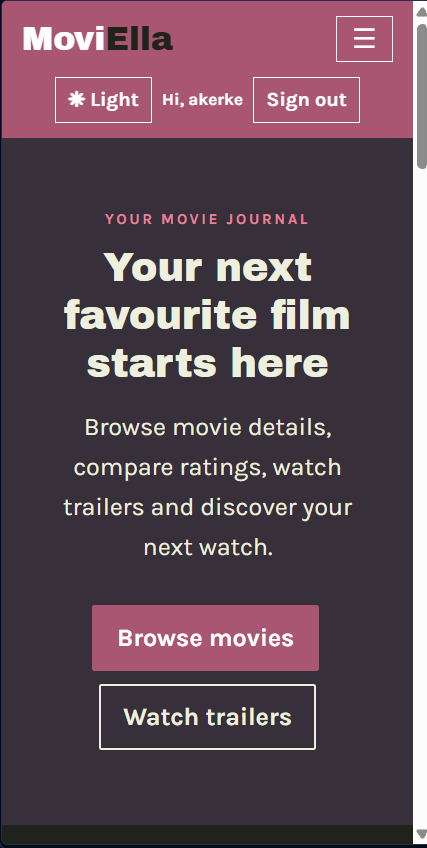 MoviElla
☰
❋ Light Hi, akerke Sign out
YOUR MOVIE JOURNAL
Your next
favourite film
starts here
Browse movie details,
compare ratings, watch
trailers and discover your
next watch.
Browse movies
Watch trailers